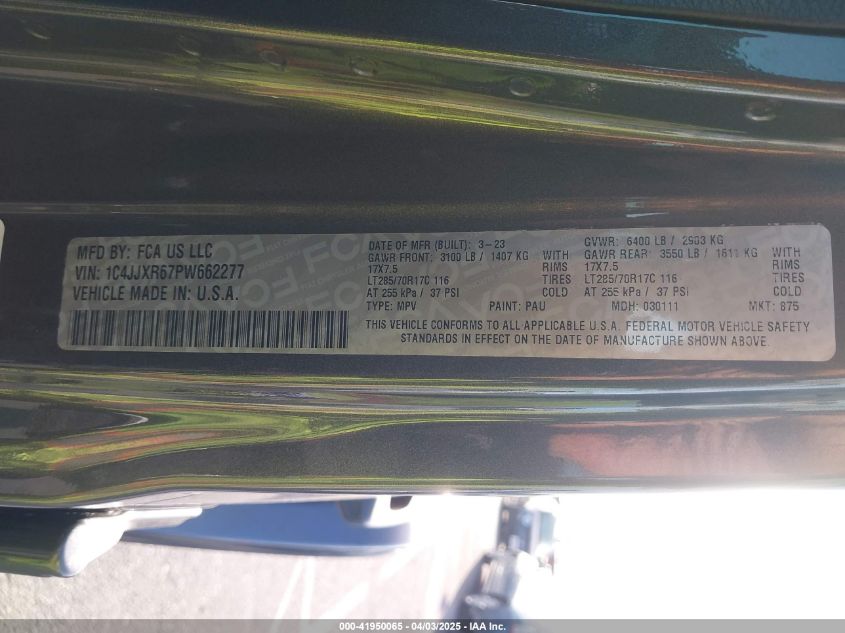 MFD BY: FCA US LLC
VIN: 1C4JJXR67PW662277
VEHICLE MADE IN: U.S.A.
DATE OF MFR (BUILT): 3-23
GVWR: 6400 LB / 2903 KG
GAWR FRONT: 3100 LB / 1407 KG
GAWR REAR: 3550 LB / 1611 KG
17X7.5 RIMS 17X7.5 RIMS
LT285/70R17C 116 TIRES LT285/70R17C 116 TIRES
AT 255 kPa / 37 PSI COLD AT 255 kPa / 37 PSI COLD
TYPE: MPV PAINT: PAU MDH: 030111 MKT: 875
THIS VEHICLE CONFORMS TO ALL APPLICABLE U.S.A. FEDERAL MOTOR VEHICLE SAFETY
STANDARDS IN EFFECT ON THE DATE OF MANUFACTURE SHOWN ABOVE.
000-41950065 - 04/03/2025 - IAA Inc.